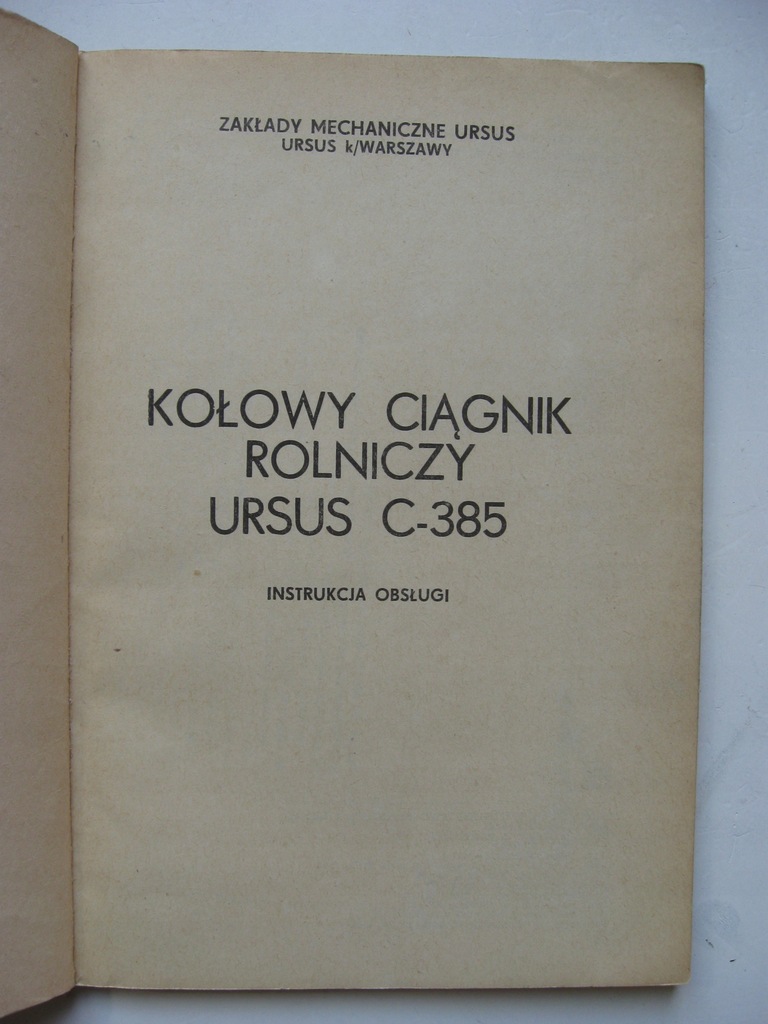 ZAKŁADY MECHANICZNE URSUS
URSUS k/WARSZAWY
KOŁOWY CIĄGNIK
ROLNICZY
URSUS C-385
INSTRUKCJA OBSŁUGI